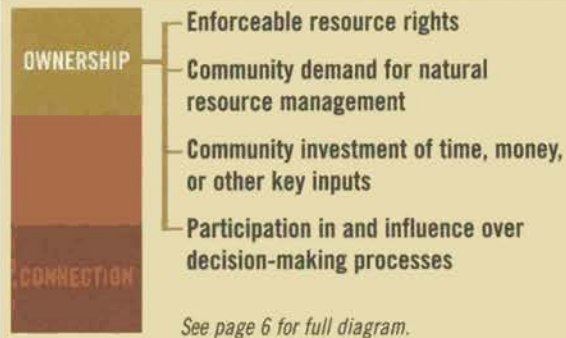 OWNERSHIP
Enforceable resource rights
Community demand for natural
resource management
Community investment of time, money,
or other key inputs
Participation in and influence over
decision-making processes
CONNECTION
See page 6 for full diagram.